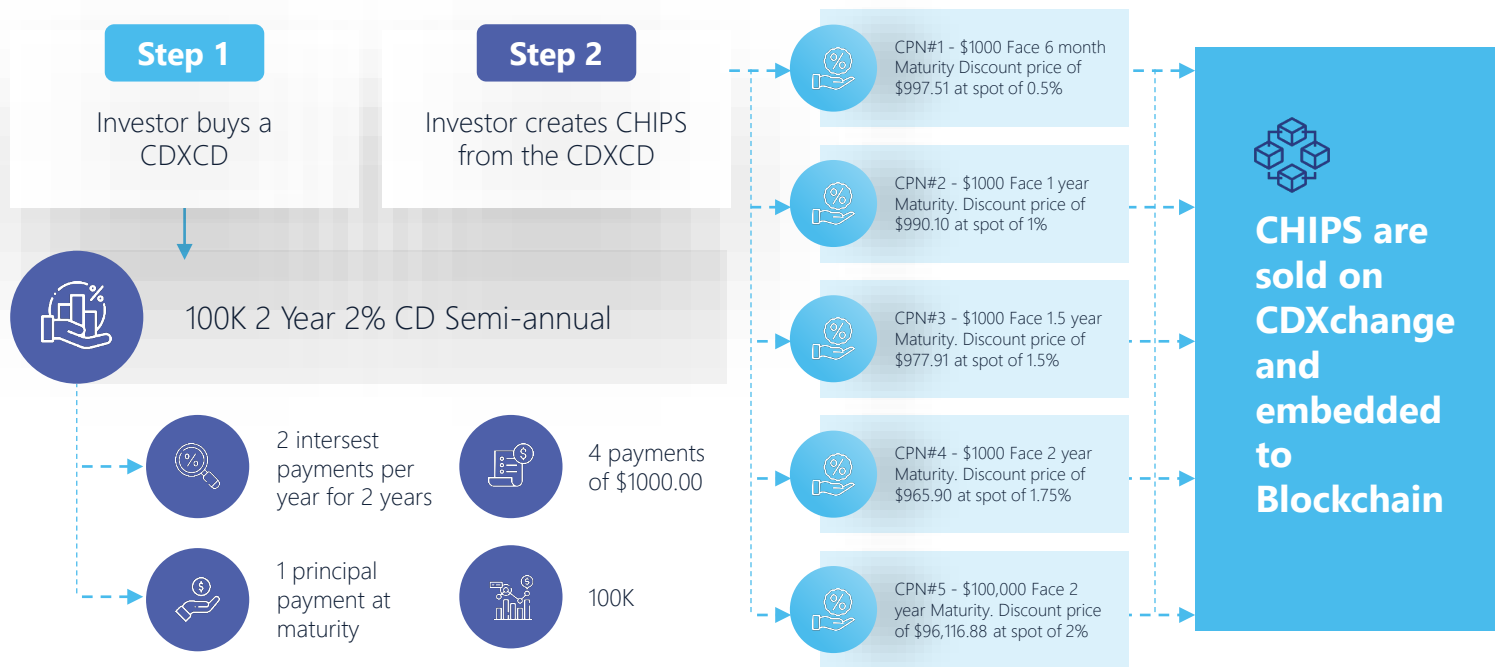 Step 1
Investor buys a
CDXCD
Step 2
Investor creates CHIPS
from the CDXCD
100K 2 Year 2% CD Semi-annual
2 intersest
payments per
year for 2 years
4 payments
of $1000.00
1 principal
payment at
maturity
100K
CPN#1 - $1000 Face 6 month
Maturity Discount price of
$997.51 at spot of 0.5%
CPN#2 - $1000 Face 1 year
Maturity. Discount price of
$990.10 at spot of 1%
CPN#3 - $1000 Face 1.5 year
Maturity. Discount price of
$977.91 at spot of 1.5%
CPN#4 - $1000 Face 2 year
Maturity. Discount price of
$965.90 at spot of 1.75%
CPN#5 - $100,000 Face 2
year Maturity. Discount price
of $96,116.88 at spot of 2%
CHIPS are
sold on
CDXchange
and
embedded
to
Blockchain